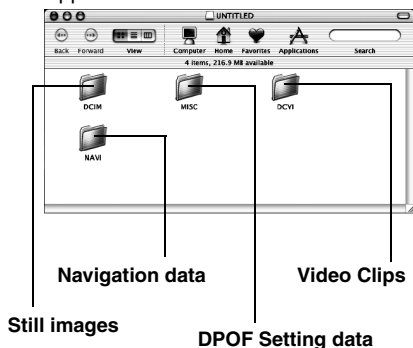 UNTITLED
Back Forward View Computer Home Favorites Applications Search
4 items, 216.9 MB available
DCIM MISC DCVI
NAVI
Navigation data Video Clips
Still images
DPOF Setting data